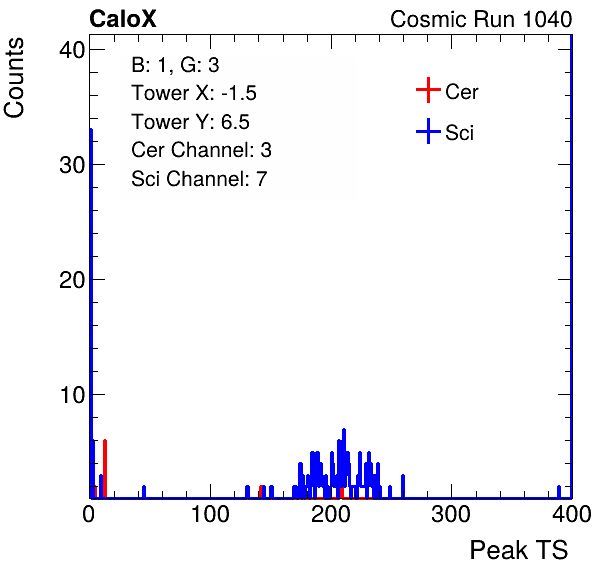 CaloX
Cosmic Run 1040
Counts
B: 1, G: 3
Tower X: -1.5
Tower Y: 6.5
Cer Channel: 3
Sci Channel: 7
Cer
Sci
40
30
20
10
0 100 200 300 400
Peak TS